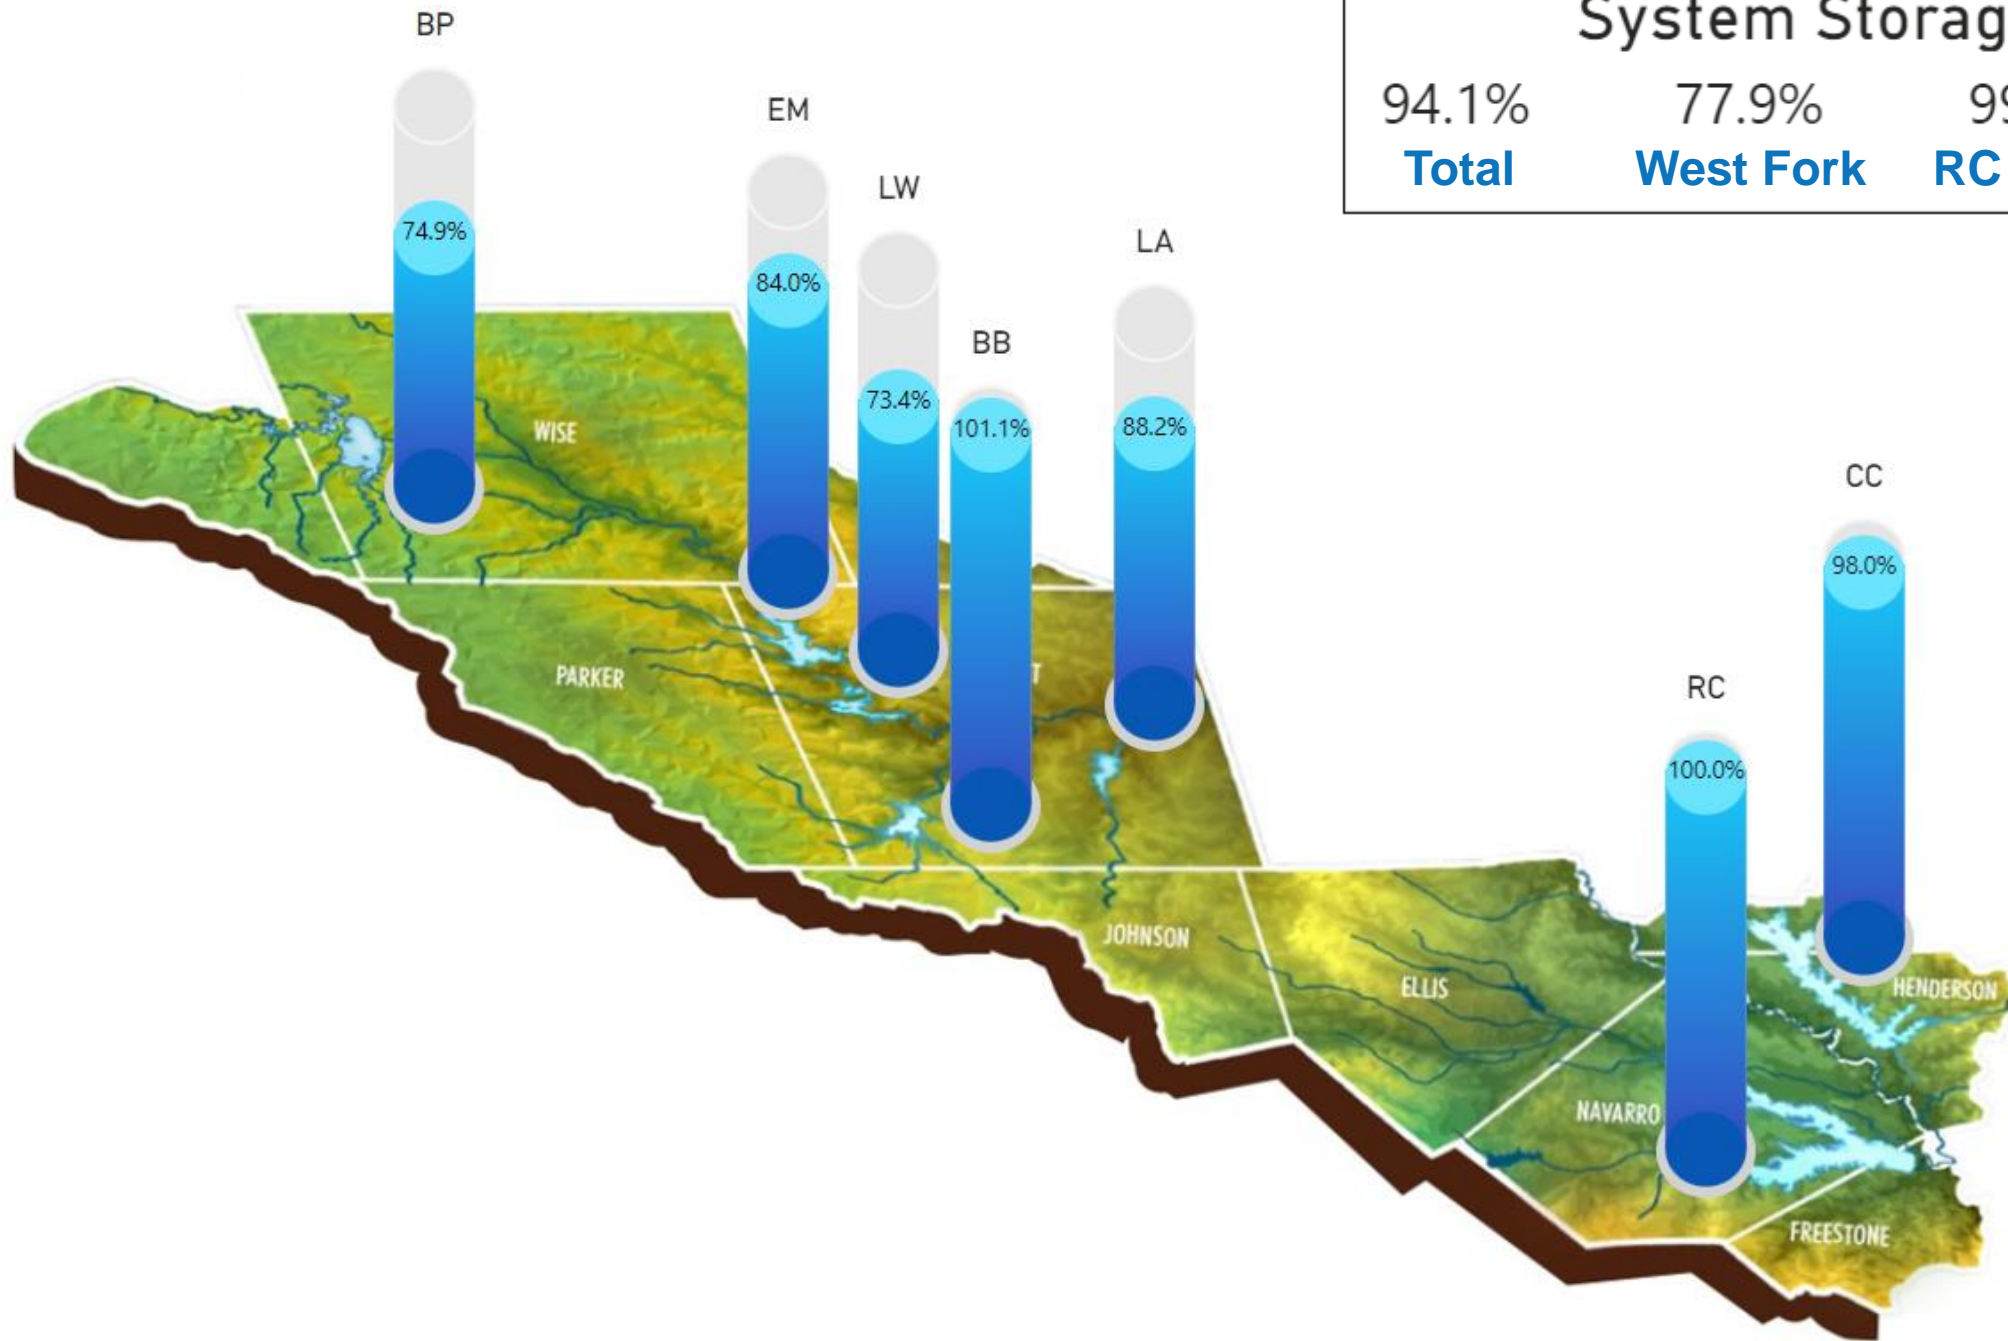 System Storag
94.1% 77.9% 99
Total West Fork RC
BP
74.9%
EM
84.0%
LW
73.4%
BB
101.1%
LA
88.2%
CC
98.0%
RC
100.0%
WISE
PARKER
T
JOHNSON
ELLIS
HENDERSON
NAVARRO
FREESTONE